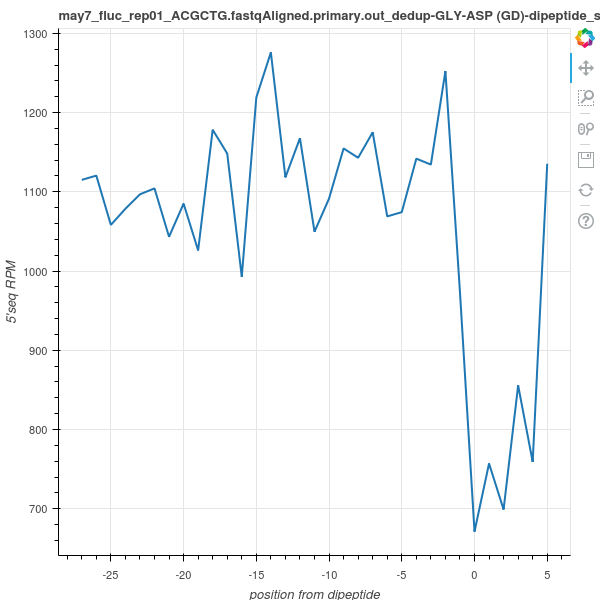 may7_fluc_rep01_ACGCTG.fastqAligned.primary.out_dedup-GLY-ASP (GD)-dipeptide_s
1300
1200
1100
1000
900
800
700
5'seq RPM
-25 -20 -15 -10 -5 0 5
position from dipeptide